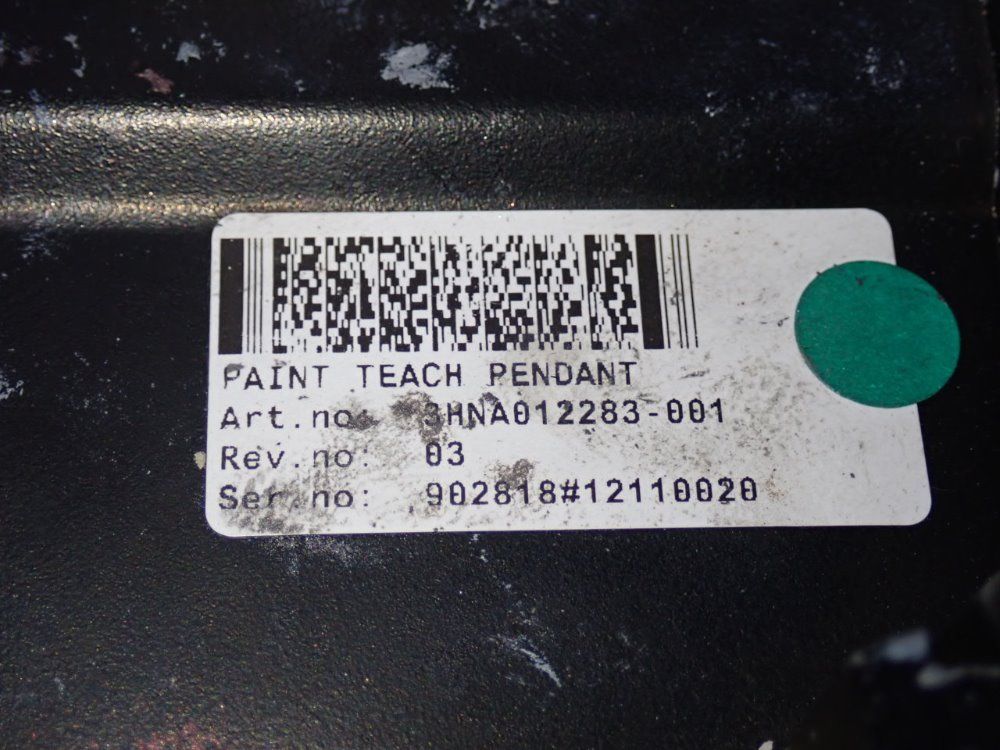 PAINT TEACH PENDANT
Art.no: 3HNA012283-001
Rev.no: 03
Ser.no: 902818#12110020